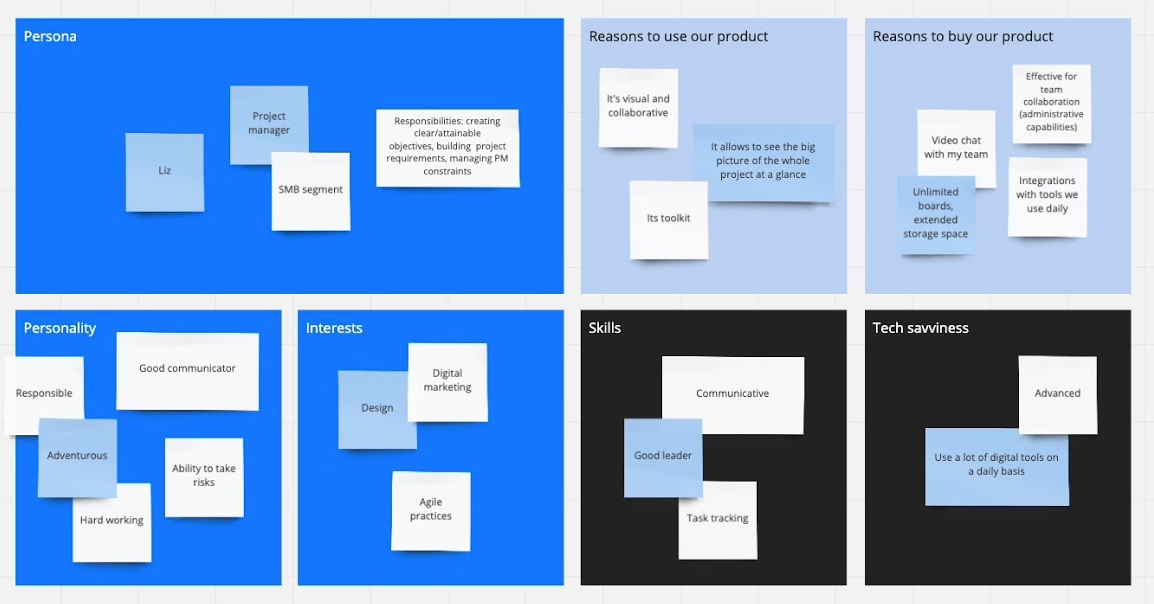 Persona
Liz
Project
manager
SMB segment
Responsibilities: creating
clear/attainable
objectives, building project
requirements, managing PM
constraints
Reasons to use our product
It's visual and
collaborative
It allows to see the big
picture of the whole
project at a glance
Its toolkit
Reasons to buy our product
Effective for
team
collaboration
(administrative
capabilities)
Video chat
with my team
Integrations
with tools we
use daily
Unlimited
boards,
extended
storage space
Personality
Good communicator
Responsible
Adventurous
Ability to take
risks
Hard working
Interests
Digital
marketing
Design
Agile
practices
Skills
Communicative
Good leader
Task tracking
Tech savviness
Advanced
Use a lot of digital tools on
a daily basis